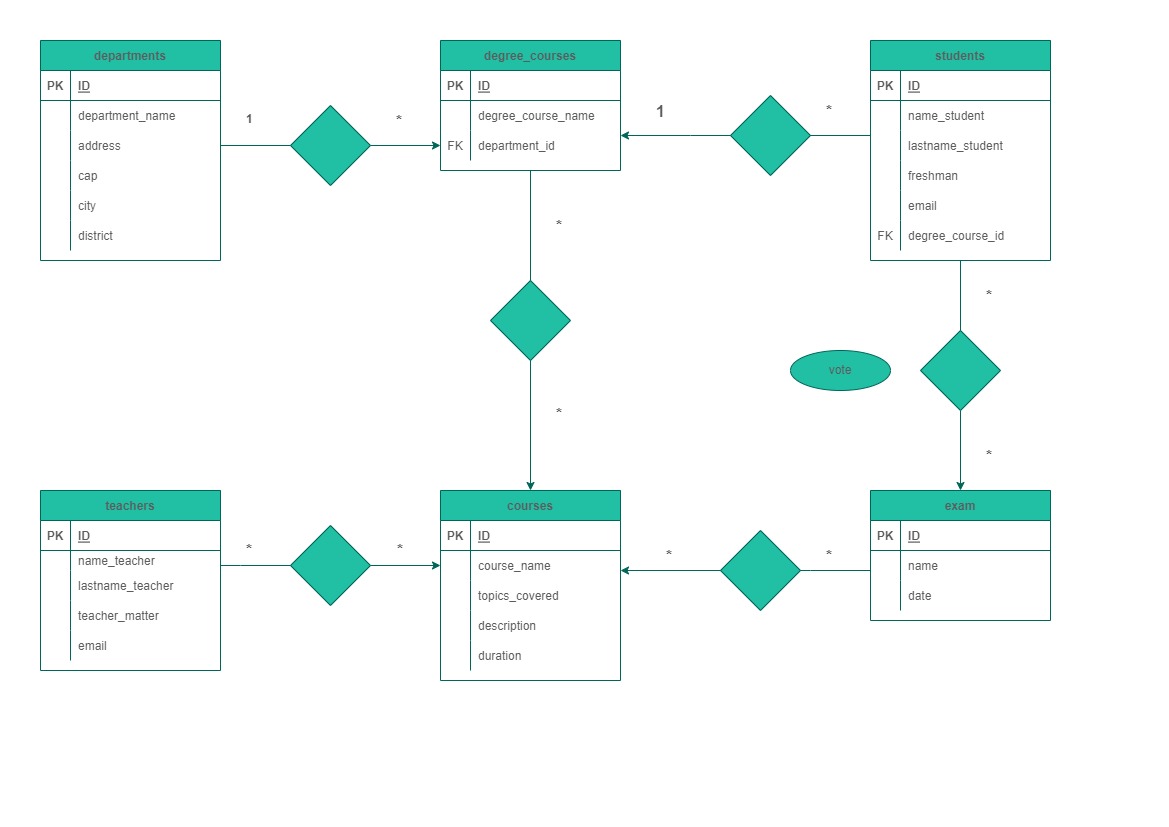 departments
PK ID
department_name
address
cap
city
district
1
*
degree_courses
PK ID
degree_course_name
FK department_id
1
*
students
PK ID
name_student
lastname_student
freshman
email
FK degree_course_id
*
*
*
vote
*
teachers
PK ID
name_teacher
lastname_teacher
teacher_matter
email
*
*
courses
PK ID
course_name
topics_covered
description
duration
*
*
exam
PK ID
name
date